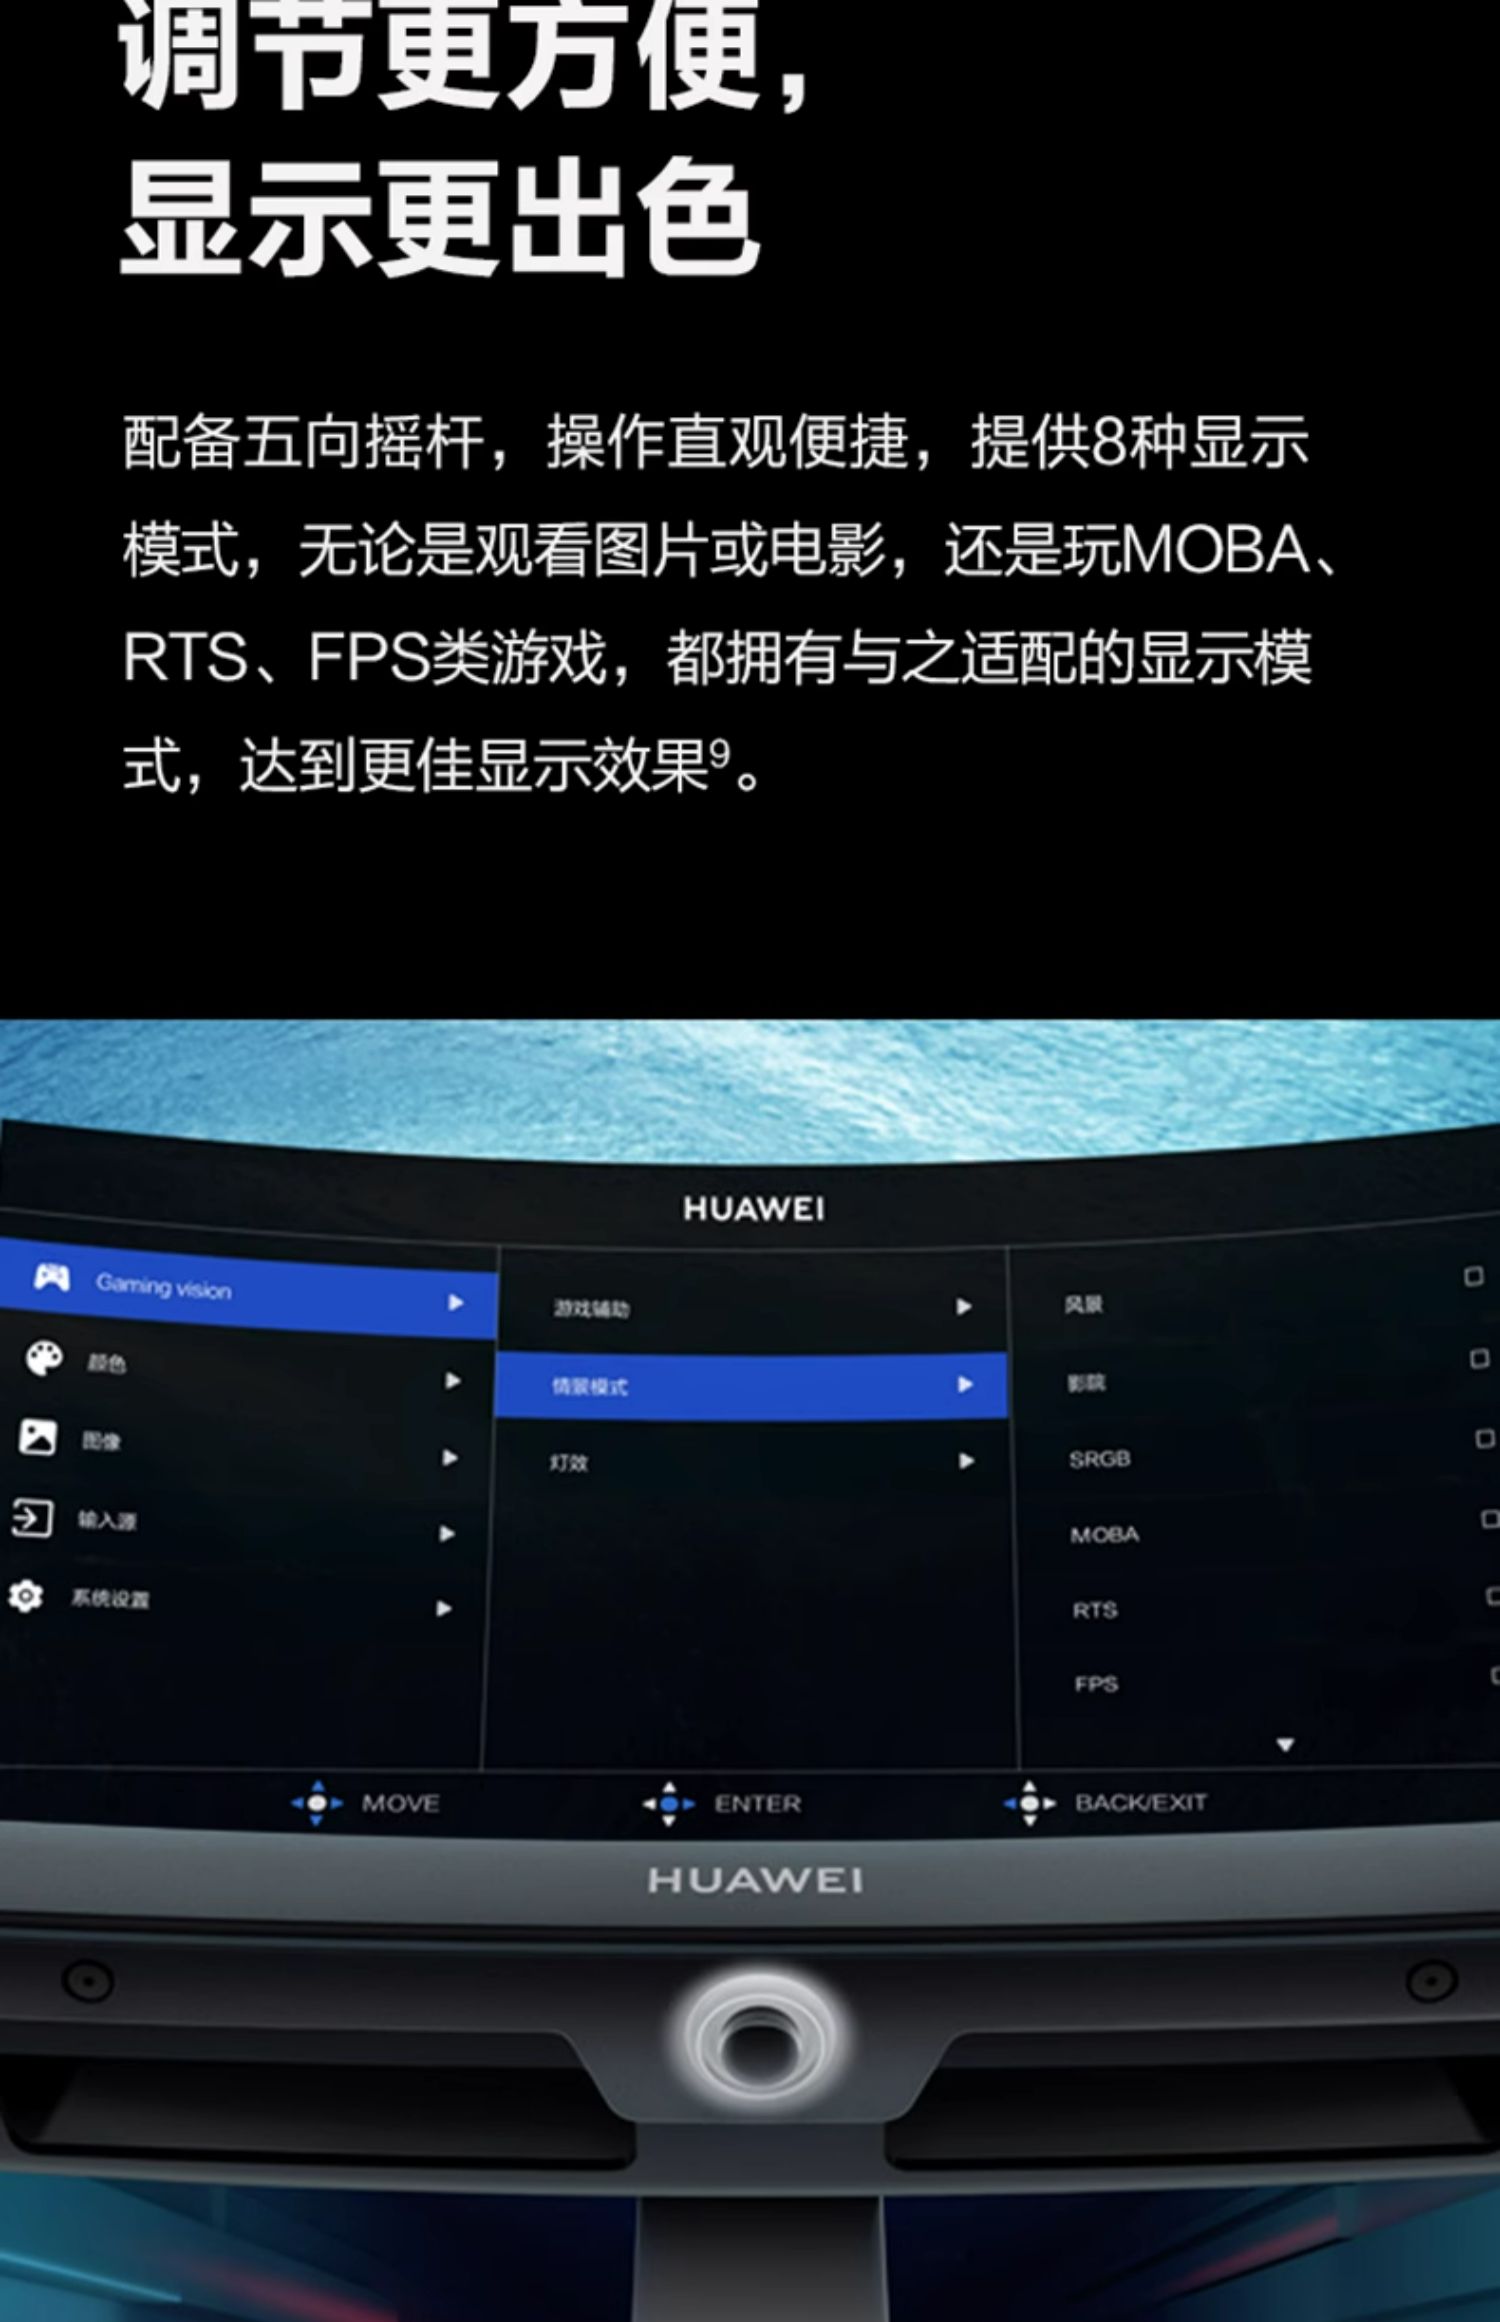 调节更方便，
显示更出色
配备五向摇杆，操作直观便捷，提供8种显示
模式，无论是观看图片或电影，还是玩MOBA、
RTS、FPS类游戏，都拥有与之适配的显示模
式，达到更佳显示效果9。
HUAWEI
Gaming vision
颜色
图像
输入源
系统设置
游戏辅助
情景模式
灯效
风景
影院
SRGB
MOBA
RTS
FPS
MOVE
ENTER
BACK/EXIT
HUAWEI